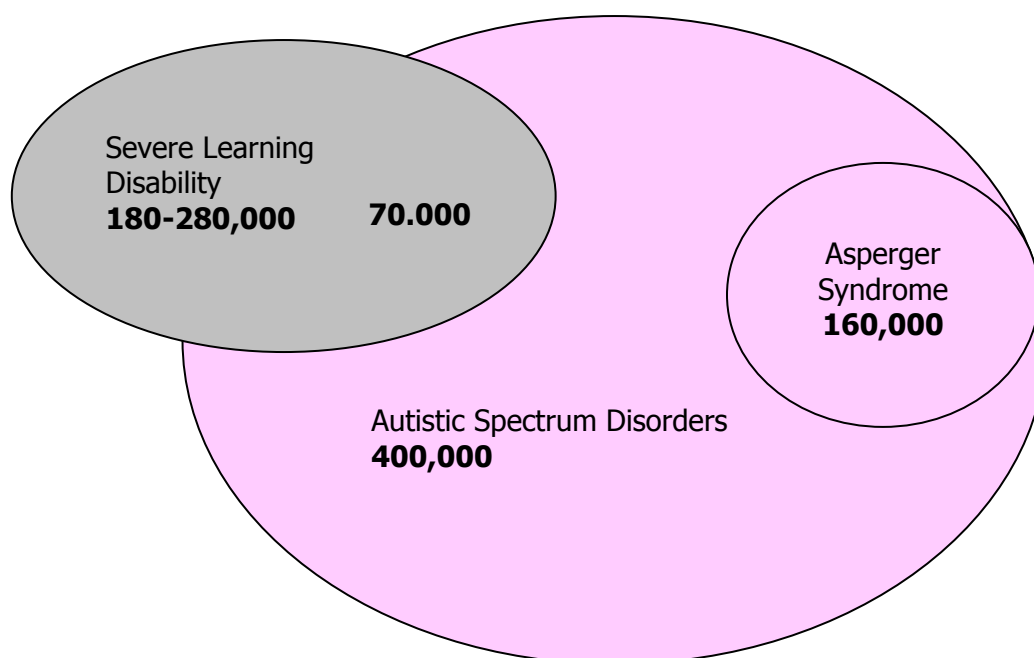 Severe Learning
Disability
180-280,000
70.000
Asperger
Syndrome
160,000
Autistic Spectrum Disorders
400,000